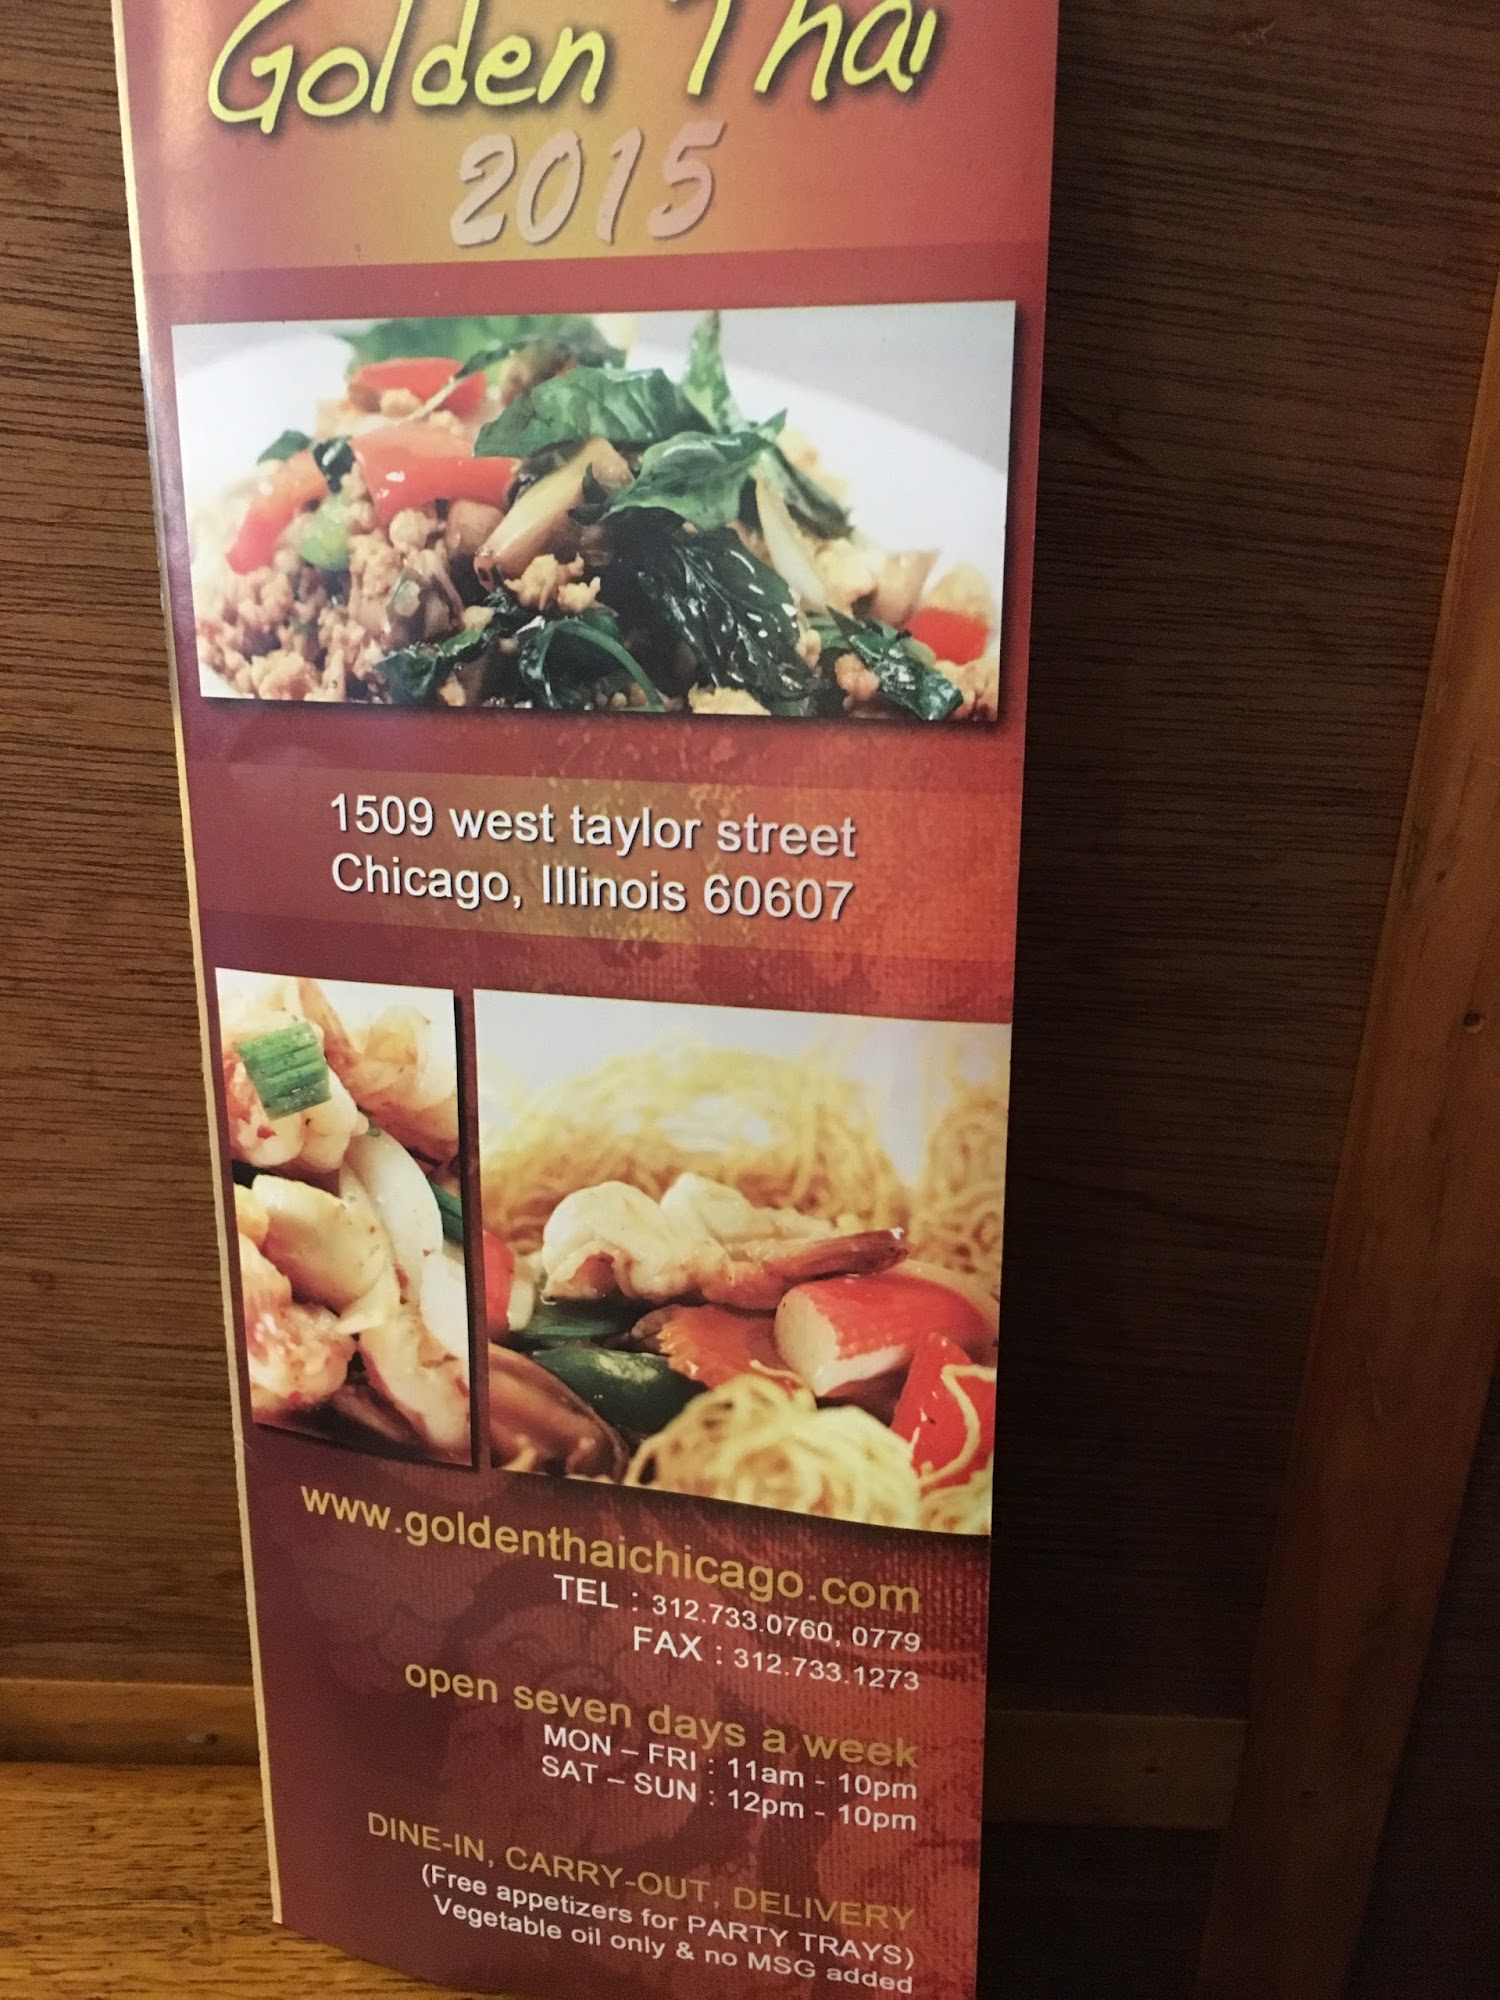 Golden Thai
2015
1509 west taylor street
Chicago, Illinois 60607
www.goldenthaichicago.com
TEL : 312.733.0760, 0779
FAX : 312.733.1273
open seven days a week
MON – FRI : 11am - 10pm
SAT – SUN : 12pm - 10pm
DINE-IN, CARRY-OUT, DELIVERY
(Free appetizers for PARTY TRAYS)
Vegetable oil only & no MSG added